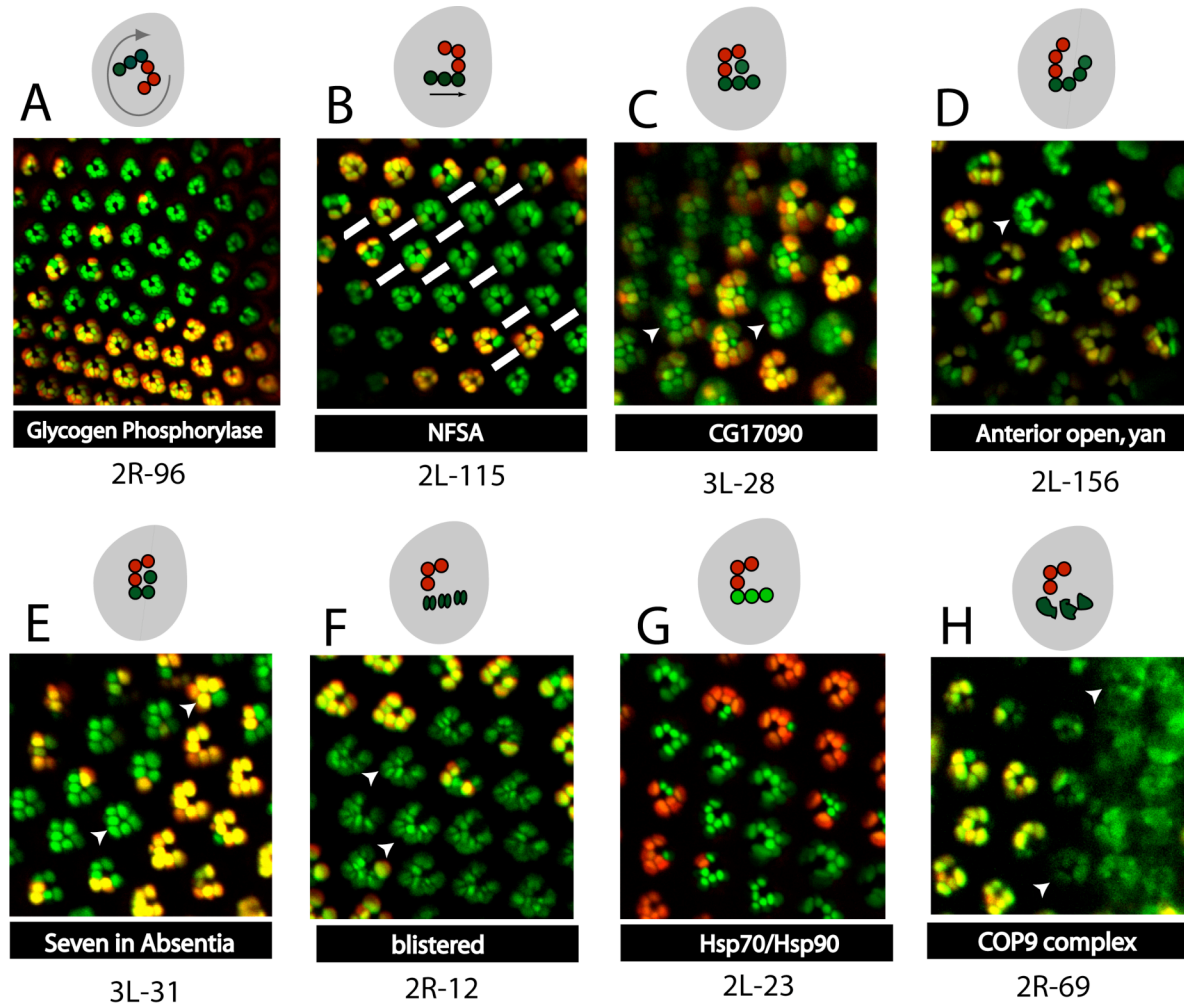 A
B
C
D
Glycogen Phosphorylase
NFSA
CG17090
Anterior open, yan
2R-96
2L-115
3L-28
2L-156
E
F
G
H
Seven in Absentia
blistered
Hsp70/Hsp90
COP9 complex
3L-31
2R-12
2L-23
2R-69